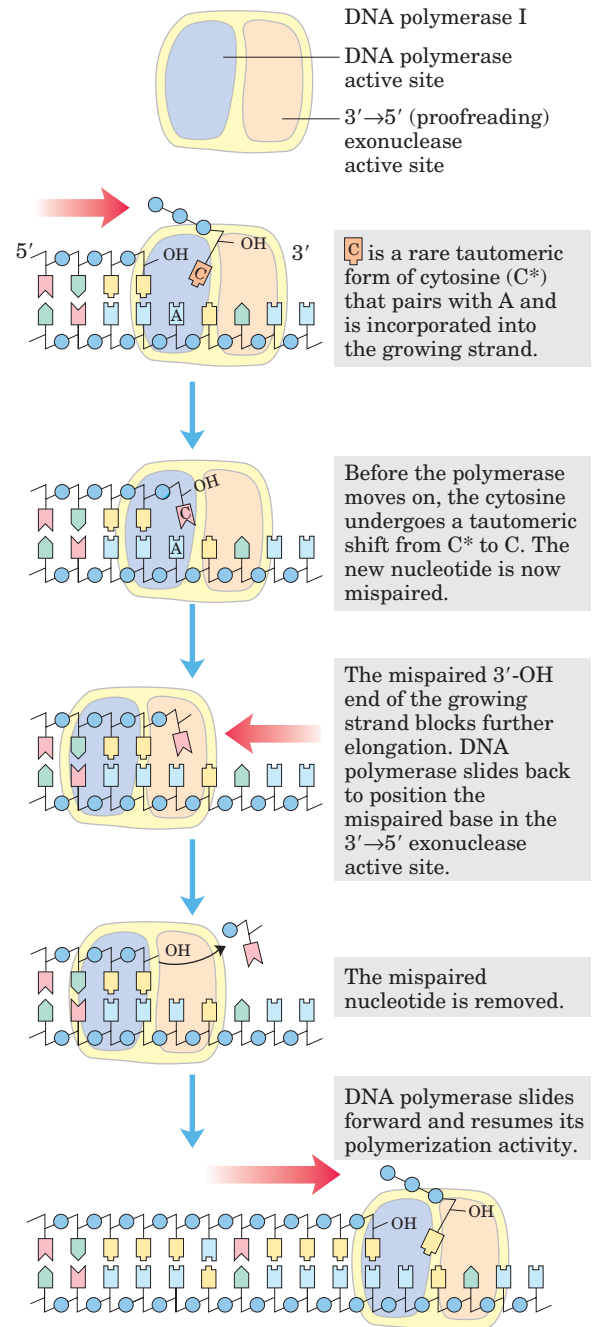 DNA polymerase I
DNA polymerase
active site
3′→5′ (proofreading)
exonuclease
active site
5′
OH
OH
3′
C
A
C is a rare tautomeric
form of cytosine (C*)
that pairs with A and
is incorporated into
the growing strand.
OH
C
A
Before the polymerase
moves on, the cytosine
undergoes a tautomeric
shift from C* to C. The
new nucleotide is now
mispaired.
The mispaired 3′-OH
end of the growing
strand blocks further
elongation. DNA
polymerase slides back
to position the
mispaired base in the
3′→5′ exonuclease
active site.
OH
The mispaired
nucleotide is removed.
DNA polymerase slides
forward and resumes its
polymerization activity.
OH
OH